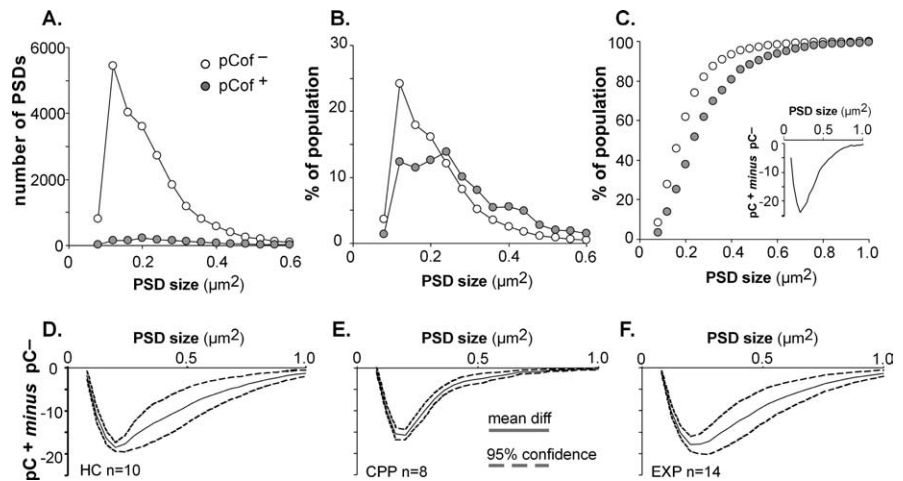 A.
number of PSDs
6000
4000
2000
0
0
0.2
0.4
0.6
PSD size (µm²)
pCof −
pCof +
B.
% of population
30
20
10
0
0
0.2
0.4
0.6
PSD size (µm²)
C.
% of population
100
80
60
40
20
0
0
0.2
0.4
0.6
0.8
1.0
PSD size (µm²)
PSD size (µm²)
0
0.5
1.0
0
-10
-20
pC + minus pC−
D.
PSD size (µm²)
0
0.5
1.0
0
-10
-20
pC + minus pC−
HC n=10
E.
PSD size (µm²)
0
0.5
1.0
mean diff
95% confidence
CPP n=8
F.
PSD size (µm²)
0
0.5
1.0
EXP n=14